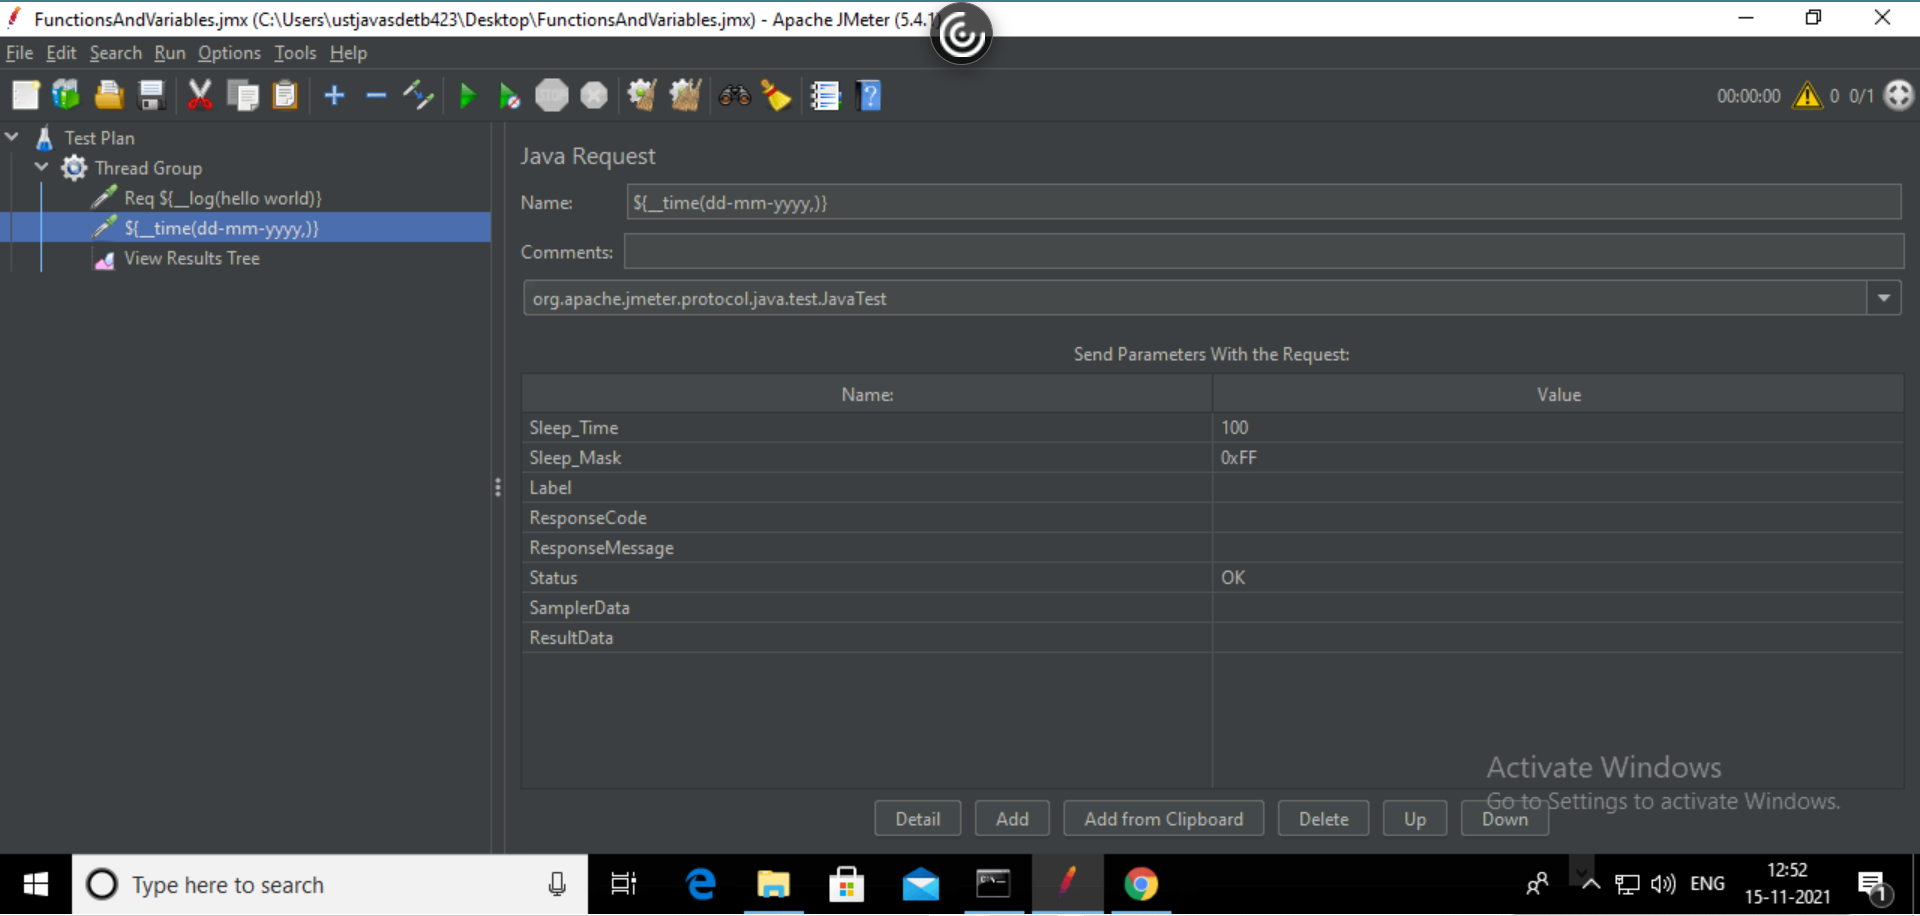 FunctionsAndVariables.jmx (C:\Users\ustjavasdetb423\Desktop\FunctionsAndVariables.jmx) - Apache JMeter (5.4.1)
File Edit Search Run Options Tools Help
STOP
00:00:00 0 0/1
Test Plan
Thread Group
Req ${__log(hello world)}
${__time(dd-mm-yyyy,)}
View Results Tree
Java Request
Name: ${__time(dd-mm-yyyy,)}
Comments:
org.apache.jmeter.protocol.java.test.JavaTest
Send Parameters With the Request:
Name: Value
Sleep_Time 100
Sleep_Mask 0xFF
Label
ResponseCode
ResponseMessage
Status OK
SamplerData
ResultData
Activate Windows
Go to Settings to activate Windows.
Detail Add Add from Clipboard Delete Up Down
Type here to search
ENG
12:52
15-11-2021
1